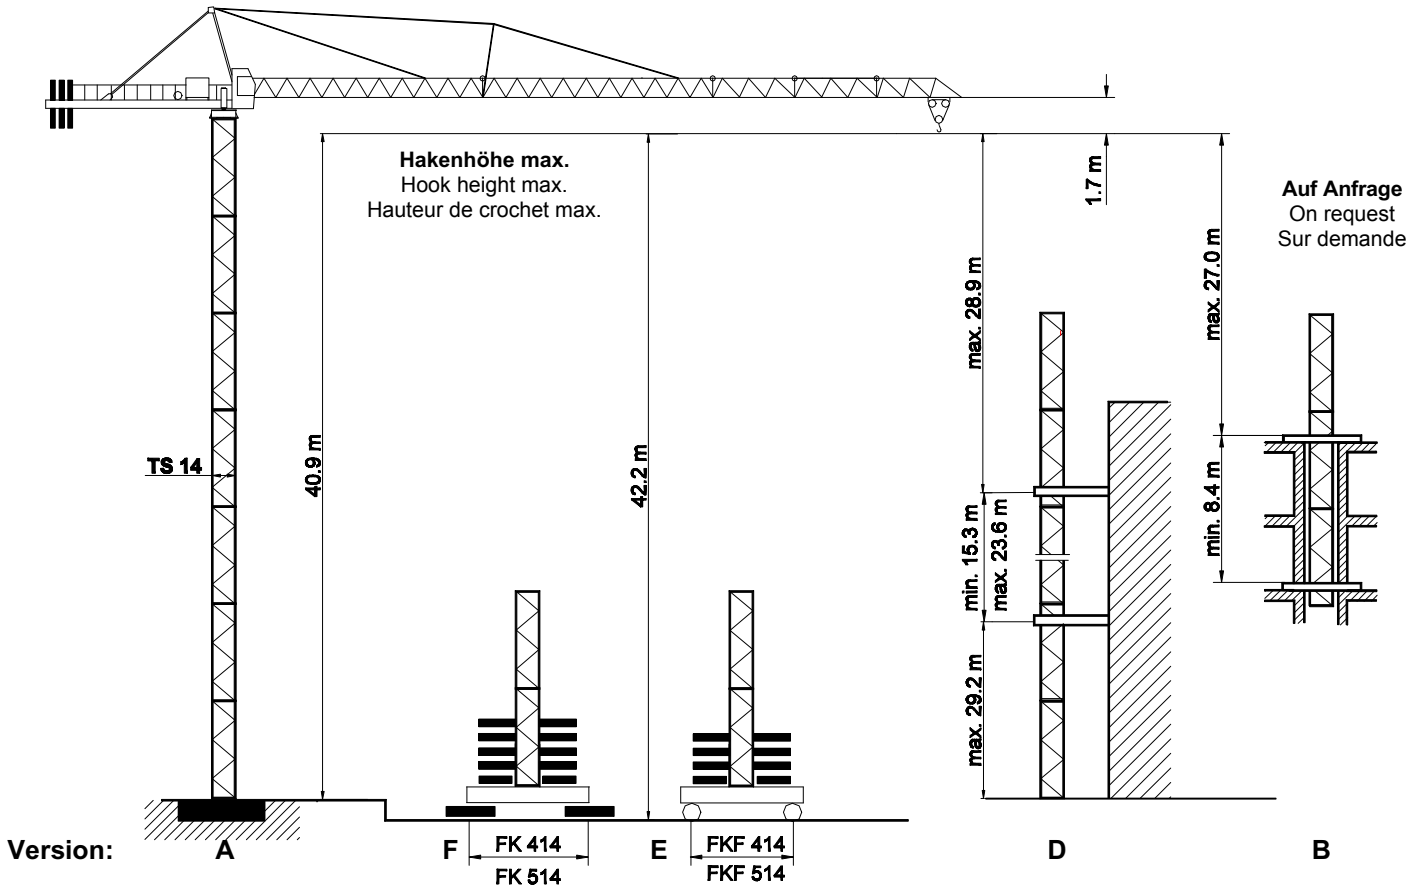 Hakenhöhe max.
Hook height max.
Hauteur de crochet max.
1.7 m
Auf Anfrage
On request
Sur demande
TS 14
40.9 m
42.2 m
max. 28.9 m
min. 15.3 m
max. 23.6 m
max. 29.2 m
max. 27.0 m
min. 8.4 m
Version:
A
F
FK 414
FK 514
E
FKF 414
FKF 514
D
B